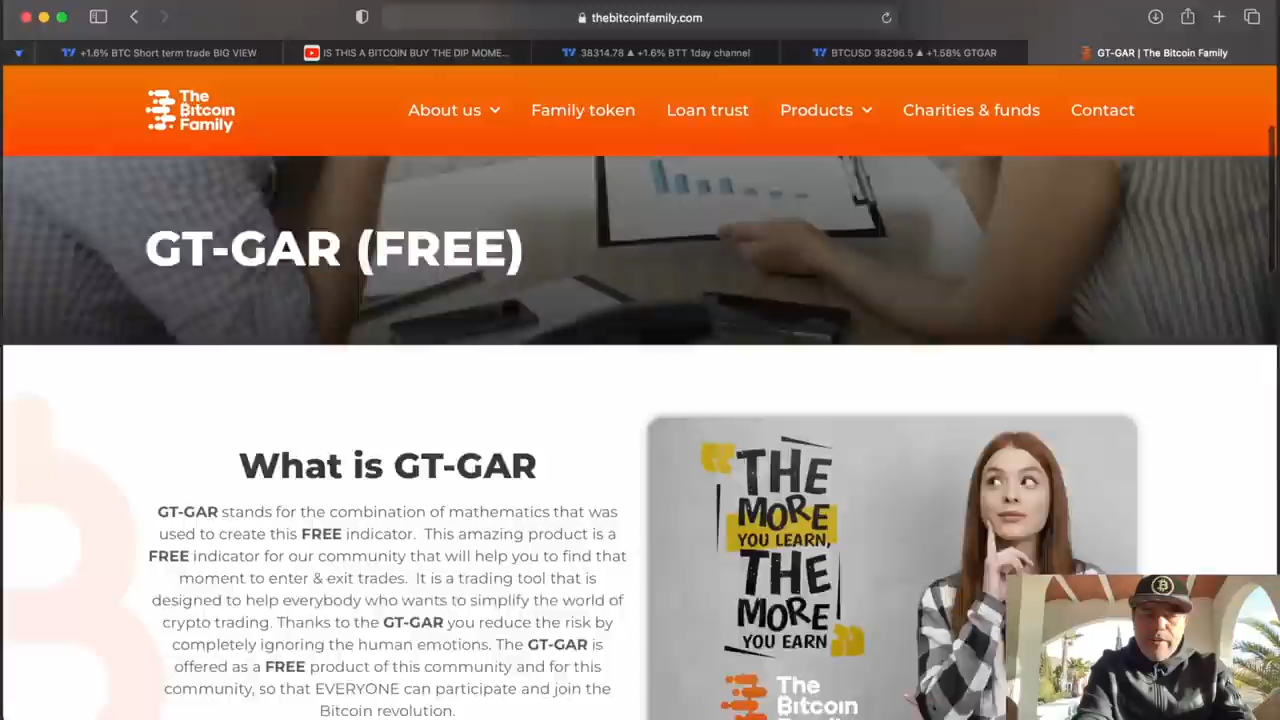 thebitcoinfamily.com
+1.6% BTC Short term trade BIG VIEW
IS THIS A BITCOIN BUY THE DIP MOME...
38314.78 ▲ +1.6% BTT 1day channel
BTCUSD 38296.5 ▲ +1.58% GTGAR
GT-GAR | The Bitcoin Family
The
Bitcoin
Family
About us
Family token
Loan trust
Products
Charities & funds
Contact
GT-GAR (FREE)
What is GT-GAR
GT-GAR stands for the combination of mathematics that was
used to create this FREE indicator. This amazing product is a
FREE indicator for our community that will help you to find that
moment to enter & exit trades. It is a trading tool that is
designed to help everybody who wants to simplify the world of
crypto trading. Thanks to the GT-GAR you reduce the risk by
completely ignoring the human emotions. The GT-GAR is
offered as a FREE product of this community and for this
community, so that EVERYONE can participate and join the
Bitcoin revolution.
THE
MORE
YOU LEARN,
THE
MORE
YOU EARN
The
Bitcoin
Family